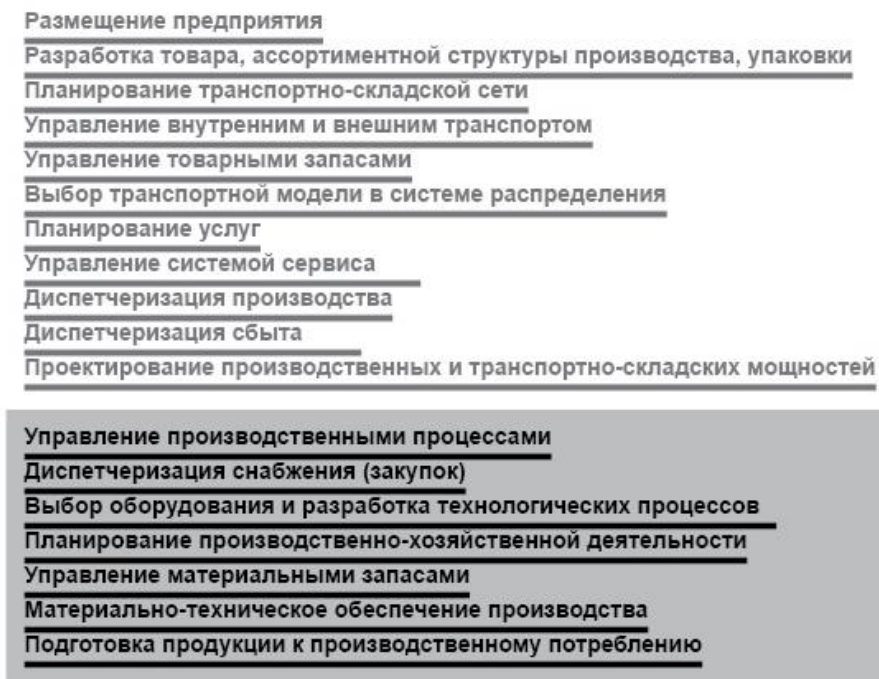 Размещение предприятия
Разработка товара, ассортиментной структуры производства, упаковки
Планирование транспортно-складской сети
Управление внутренним и внешним транспортом
Управление товарными запасами
Выбор транспортной модели в системе распределения
Планирование услуг
Управление системой сервиса
Диспетчеризация производства
Диспетчеризация сбыта
Проектирование производственных и транспортно-складских мощностей
Управление производственными процессами
Диспетчеризация снабжения (закупок)
Выбор оборудования и разработка технологических процессов
Планирование производственно-хозяйственной деятельности
Управление материальными запасами
Материально-техническое обеспечение производства
Подготовка продукции к производственному потреблению